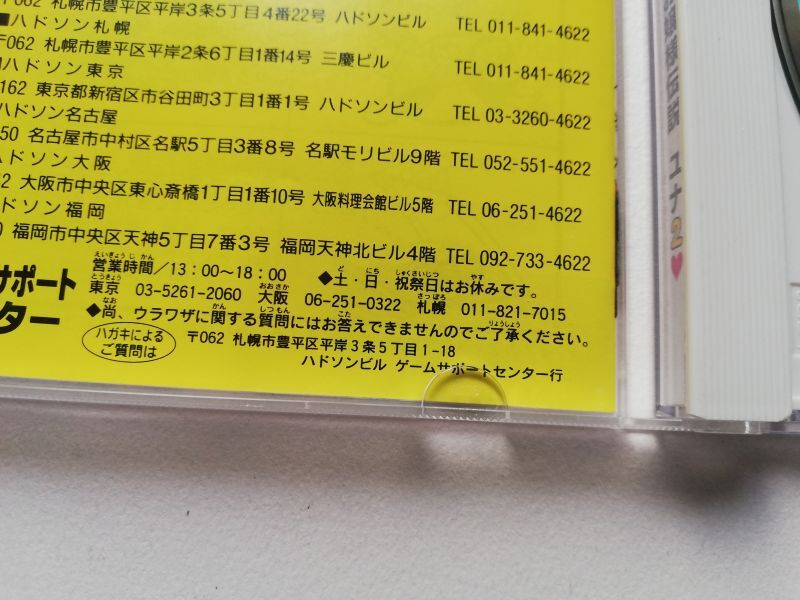 〒062 札幌市豊平区平岸3条5丁目4番22号 ハドソンビル TEL 011-841-4622
■ハドソン札幌
〒062 札幌市豊平区平岸2条6丁目1番14号 三慶ビル TEL 011-841-4622
ハドソン東京
162 東京都新宿区市谷田町3丁目1番1号 ハドソンビル TEL 03-3260-4622
ハドソン名古屋
50 名古屋市中村区名駅5丁目3番8号 名駅モリビル9階 TEL 052-551-4622
ハドソン大阪
2 大阪市中央区東心斎橋1丁目1番10号 大阪料理会館ビル5階 TEL 06-251-4622
ドソン福岡
0 福岡市中央区天神5丁目7番3号 福岡天神北ビル4階 TEL 092-733-4622
サポート
ター
営業時間/13:00〜18:00 ◆土・日・祝祭日はお休みです。
東京 03-5261-2060 大阪 06-251-0322 札幌 011-821-7015
◆尚、ウラワザに関する質問にはお答えできませんのでご了承ください。
ハガキによる
ご質問は
〒062 札幌市豊平区平岸3条5丁目1-18
ハドソンビル ゲームサポートセンター行
伝説 ユナ2